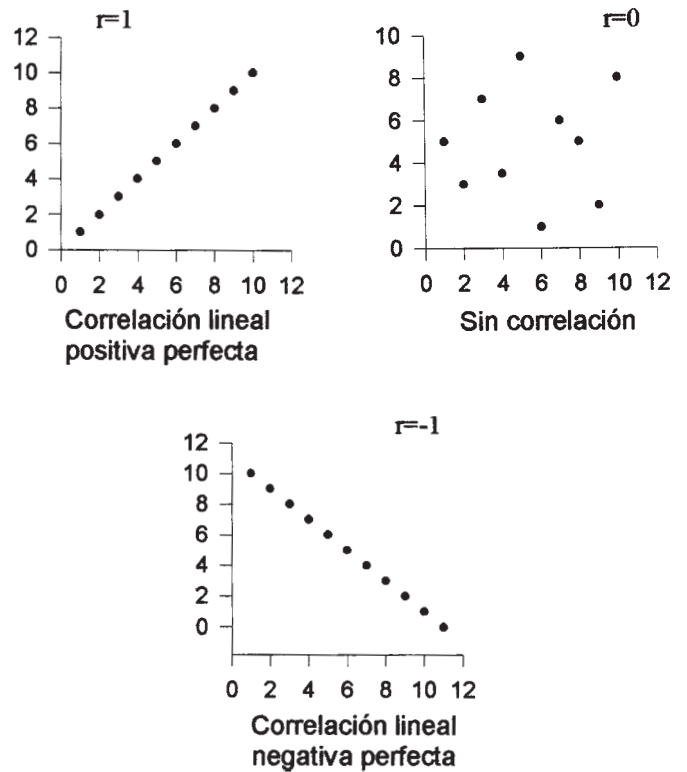 r=1
12
10
8
6
4
2
0
0 2 4 6 8 10 12
Correlación lineal
positiva perfecta
r=0
10
8
6
4
2
0
0 2 4 6 8 10 12
Sin correlación
r=-1
12
10
8
6
4
2
0
0 2 4 6 8 10 12
Correlación lineal
negativa perfecta